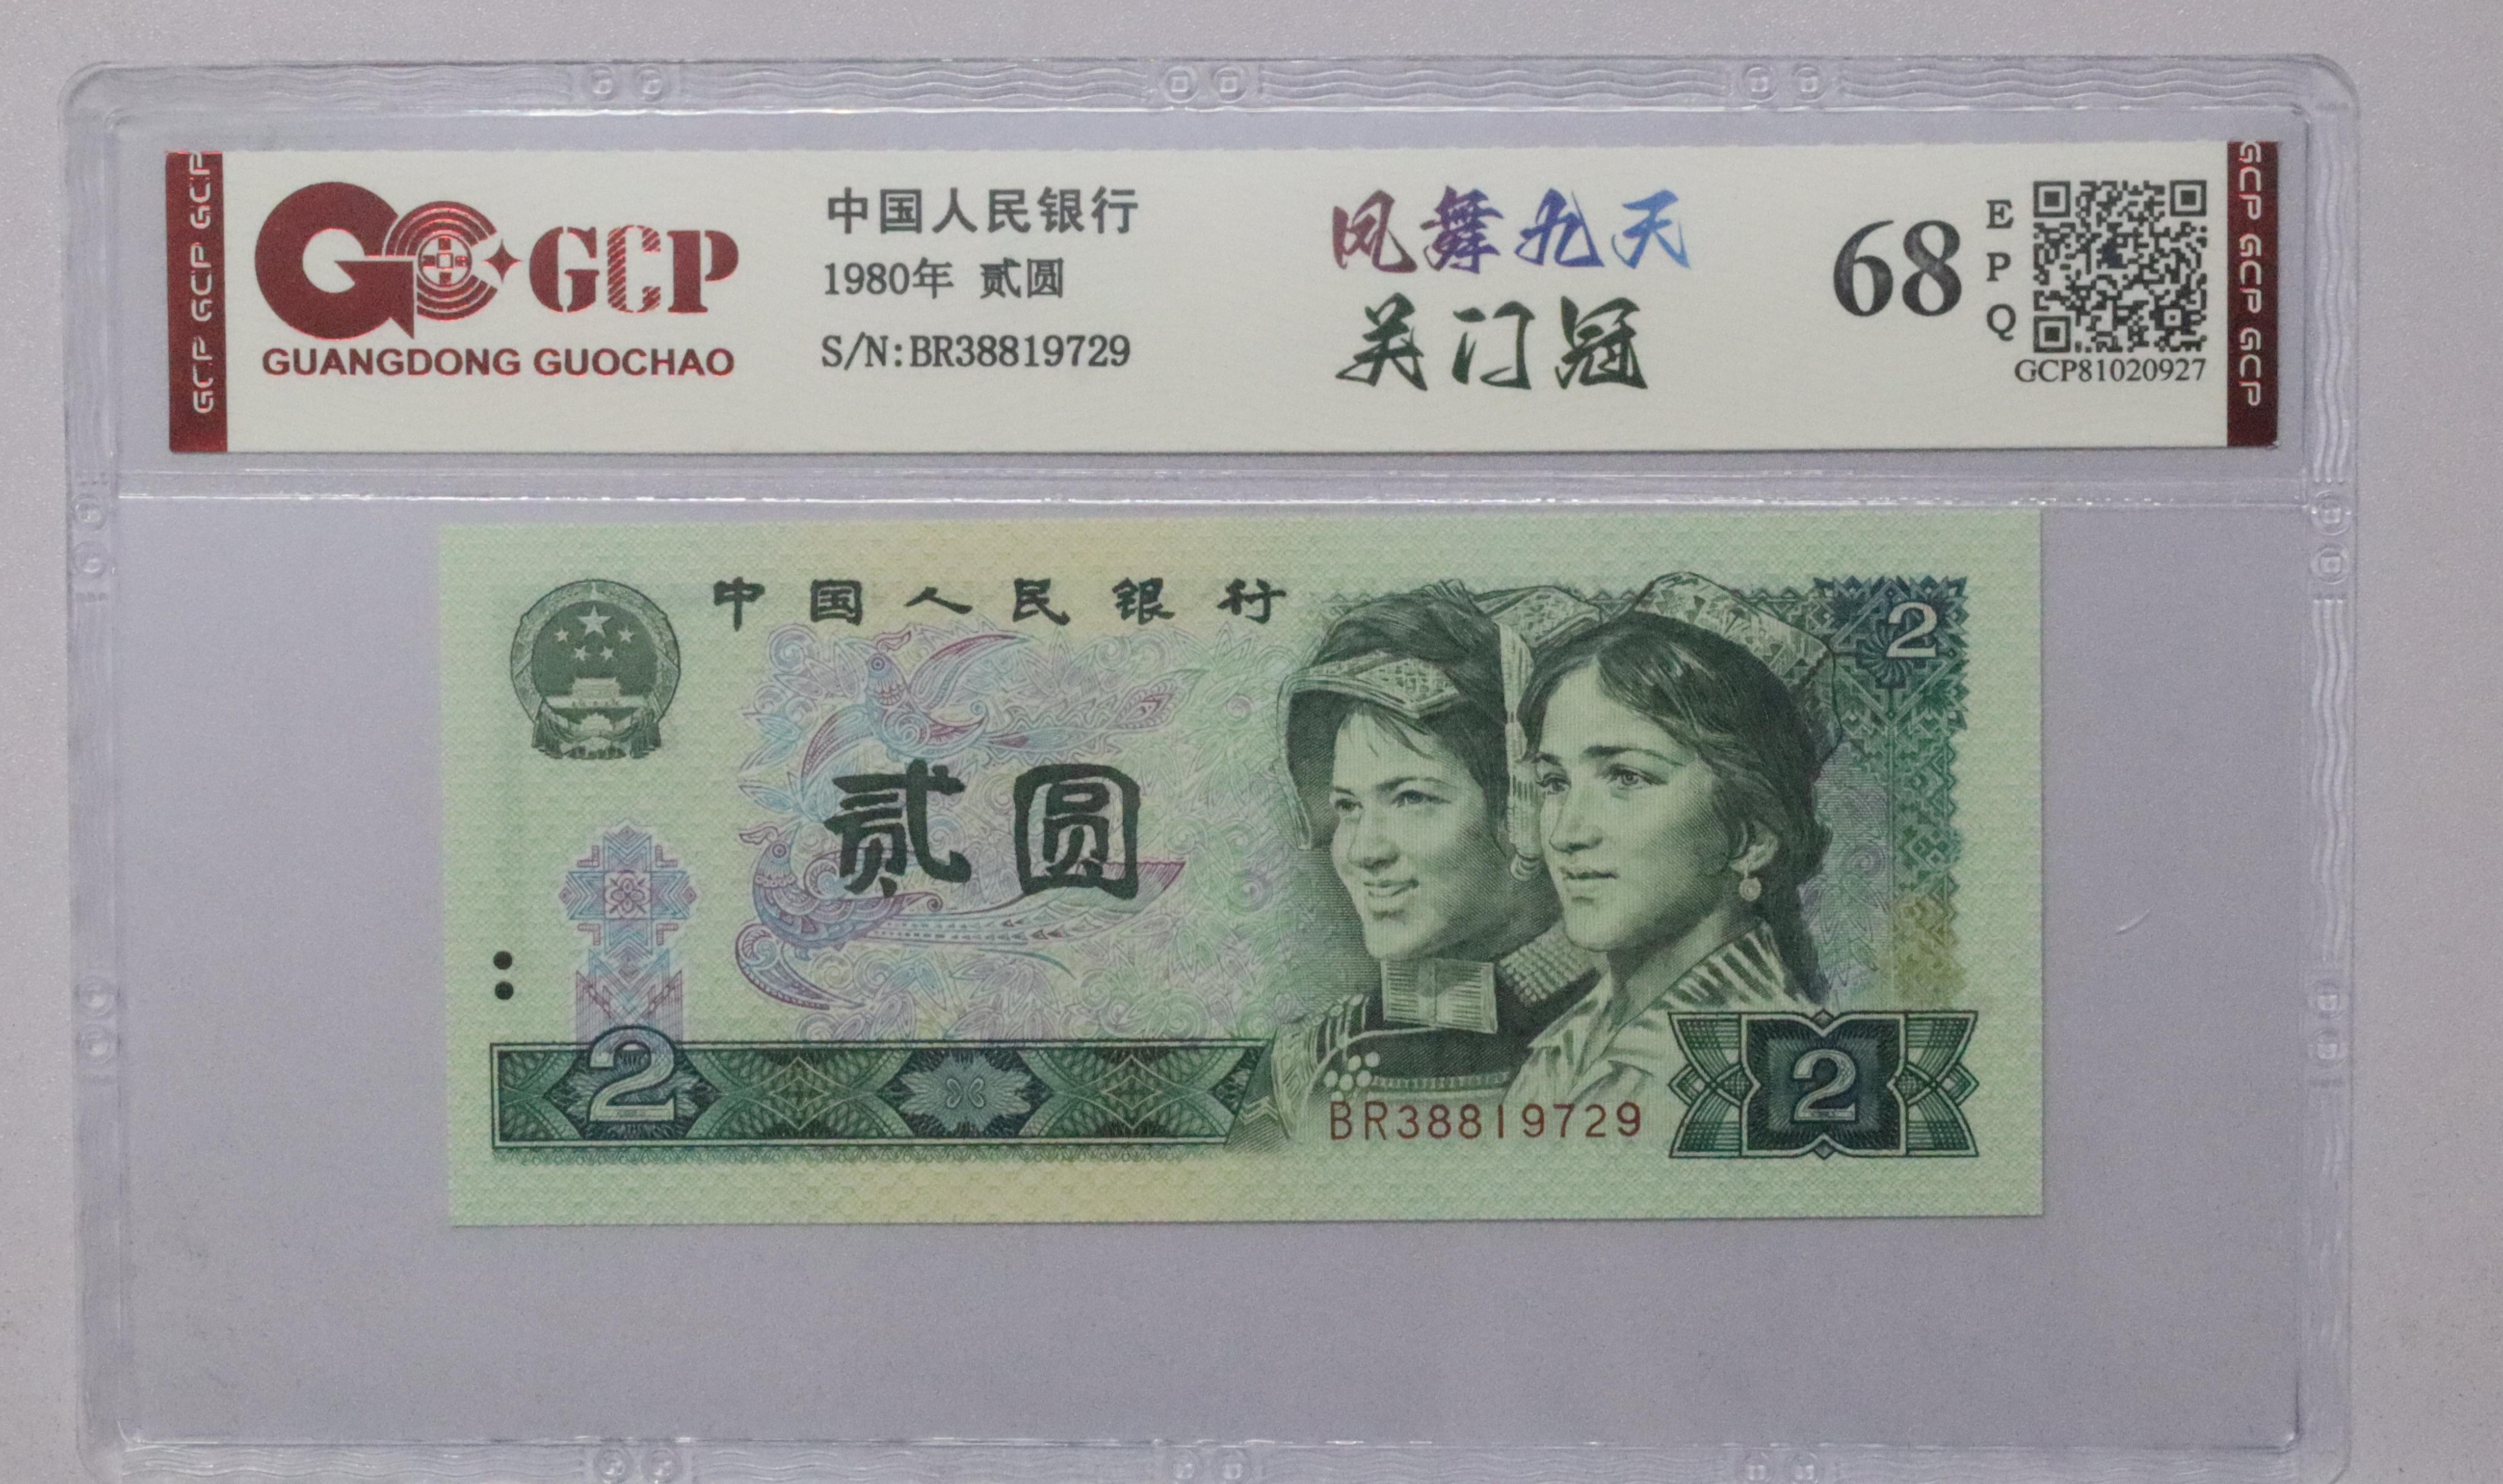 GCP GCP GCP
GC GCP
GUANGDONG GUOCHAO
中国人民银行
1980年 贰圆
S/N:BR38819729
凤舞九天
关门冠
68
EPQ
GCP81020927
GCP GCP GCP
中国人民银行
2
贰圆
2
BR38819729
2